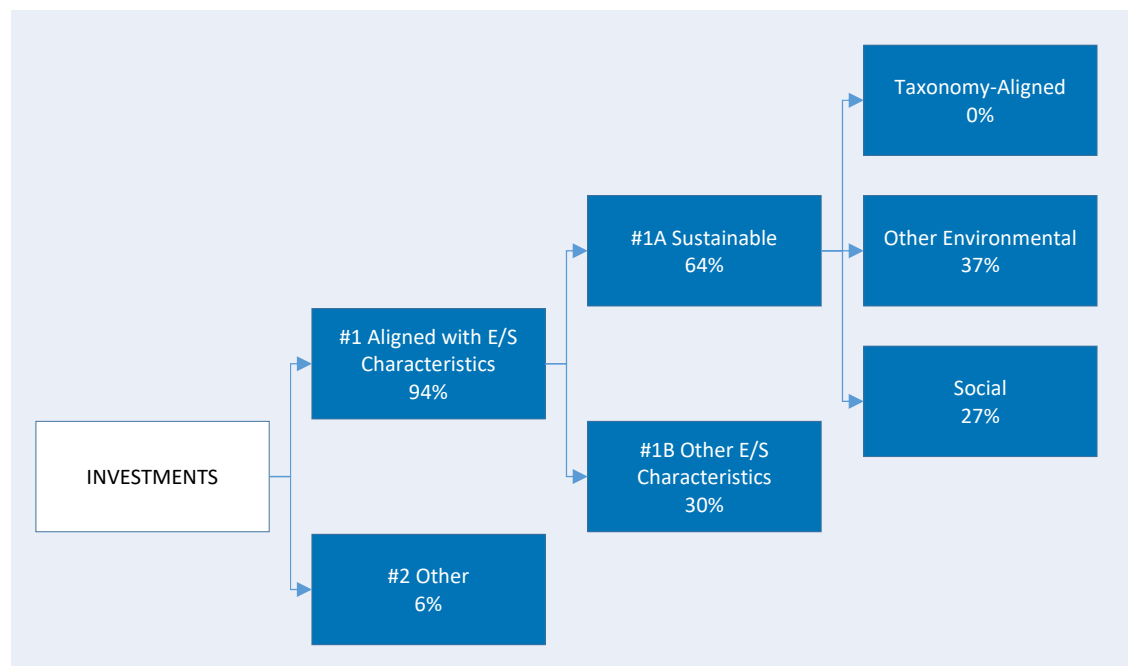 INVESTMENTS
#1 Aligned with E/S
Characteristics
94%
#2 Other
6%
#1A Sustainable
64%
#1B Other E/S
Characteristics
30%
Taxonomy-Aligned
0%
Other Environmental
37%
Social
27%